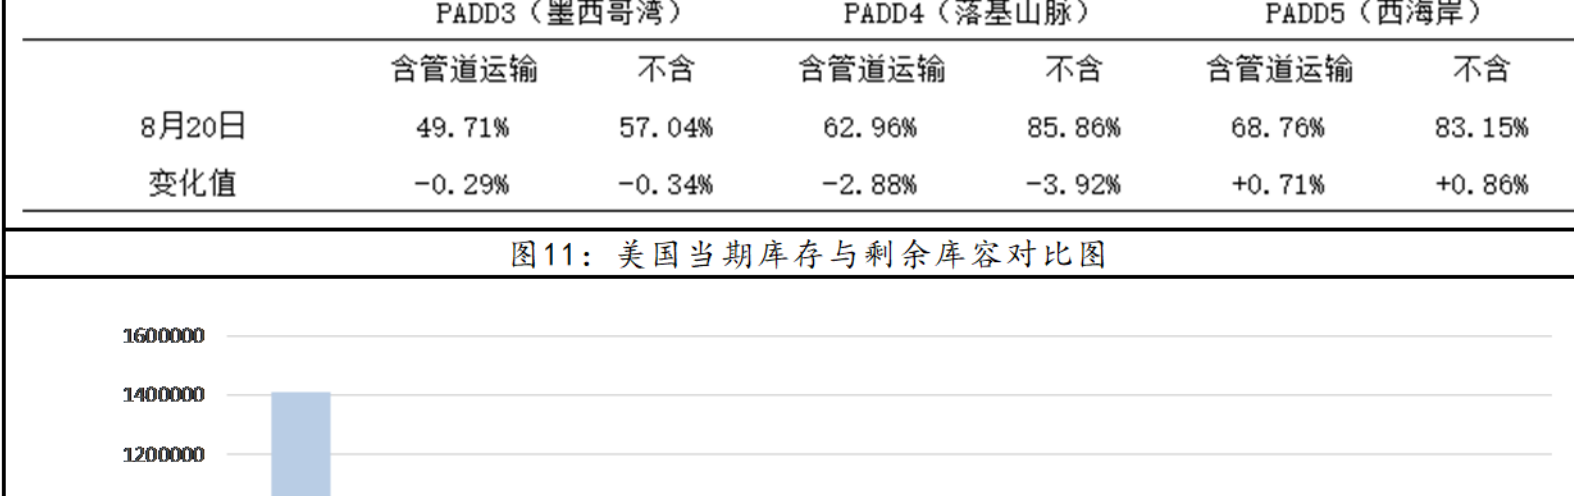 PADD3（墨西哥湾） PADD4（落基山脉） PADD5（西海岸）
含管道运输 不含 含管道运输 不含 含管道运输 不含
8月20日 49.71% 57.04% 62.96% 85.86% 68.76% 83.15%
变化值 -0.29% -0.34% -2.88% -3.92% +0.71% +0.86%
图11：美国当期库存与剩余库容对比图
1600000
1400000
1200000